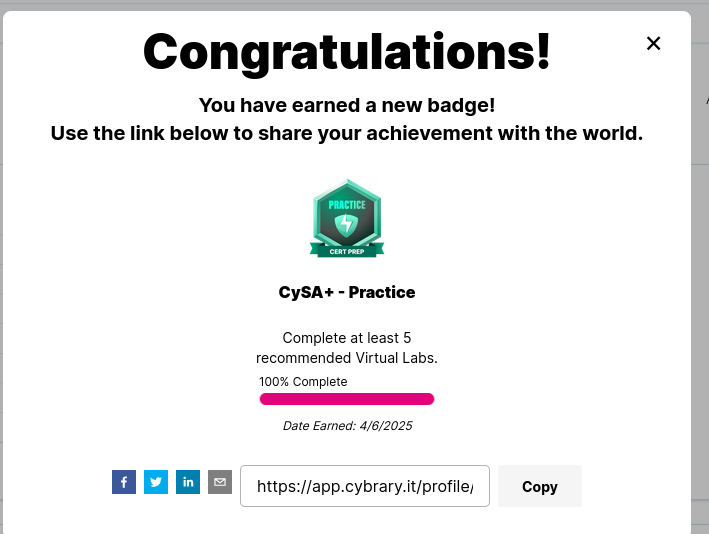 Congratulations!
You have earned a new badge!
Use the link below to share your achievement with the world.
PRACTICE
CERT PREP
CySA+ - Practice
Complete at least 5
recommended Virtual Labs.
100% Complete
Date Earned: 4/6/2025
https://app.cybrary.it/profile/
Copy